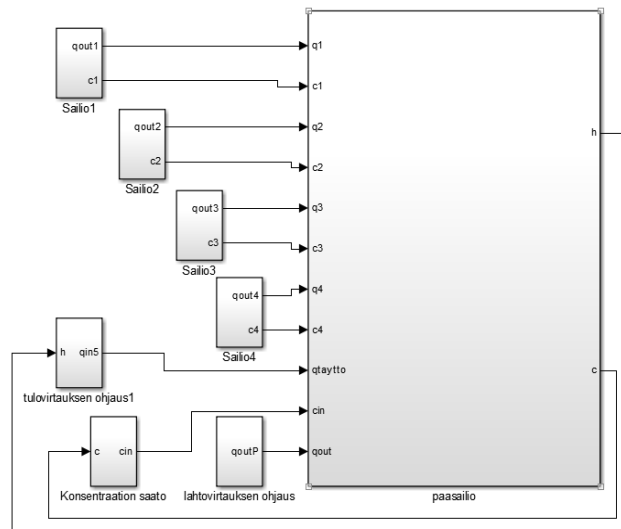 qout1
c1
Sailio1
qout2
c2
Sailio2
qout3
c3
Sailio3
qout4
c4
Sailio4
h qin5
tulovirtauksen ohjaus1
c cin
Konsentraation saato
qoutP
lahtovirtauksen ohjaus
q1
c1
q2
c2
q3
c3
q4
c4
qtaytto
cin
qout
h
c
paasailio